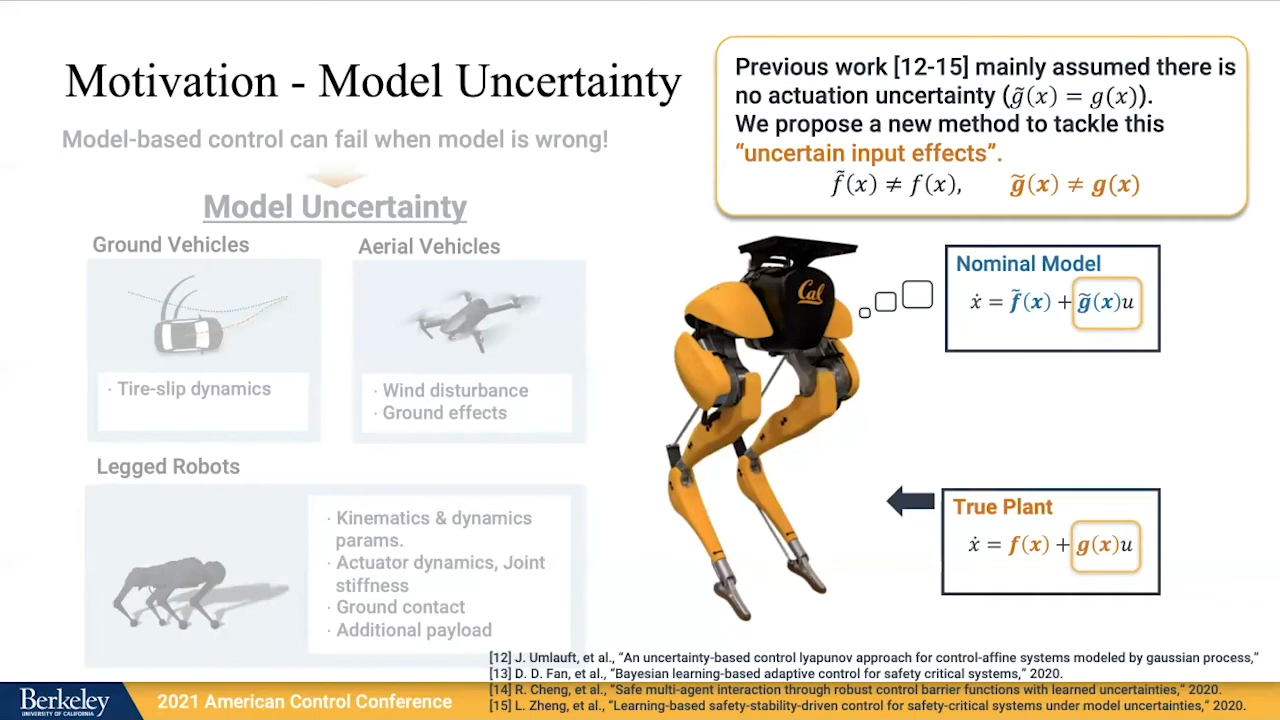 Motivation - Model Uncertainty
Model-based control can fail when model is wrong!
Model Uncertainty
Ground Vehicles
· Tire-slip dynamics
Aerial Vehicles
· Wind disturbance
· Ground effects
Legged Robots
· Kinematics & dynamics
params.
· Actuator dynamics, Joint
stiffness
· Ground contact
· Additional payload
Previous work [12-15] mainly assumed there is
no actuation uncertainty (g̃(x) = g(x)).
We propose a new method to tackle this
“uncertain input effects”.
f̃(x) ≠ f(x), g̃(x) ≠ g(x)
Cal
Nominal Model
ẋ = f̃(x) + g̃(x)u
True Plant
ẋ = f(x) + g(x)u
[12] J. Umlauft, et al., “An uncertainty-based control lyapunov approach for control-affine systems modeled by gaussian process,”
[13] D. D. Fan, et al., “Bayesian learning-based adaptive control for safety critical systems,” 2020.
[14] R. Cheng, et al., “Safe multi-agent interaction through robust control barrier functions with learned uncertainties,” 2020.
[15] L. Zheng, et al., “Learning-based safety-stability-driven control for safety-critical systems under model uncertainties,” 2020.
Berkeley
UNIVERSITY OF CALIFORNIA
2021 American Control Conference